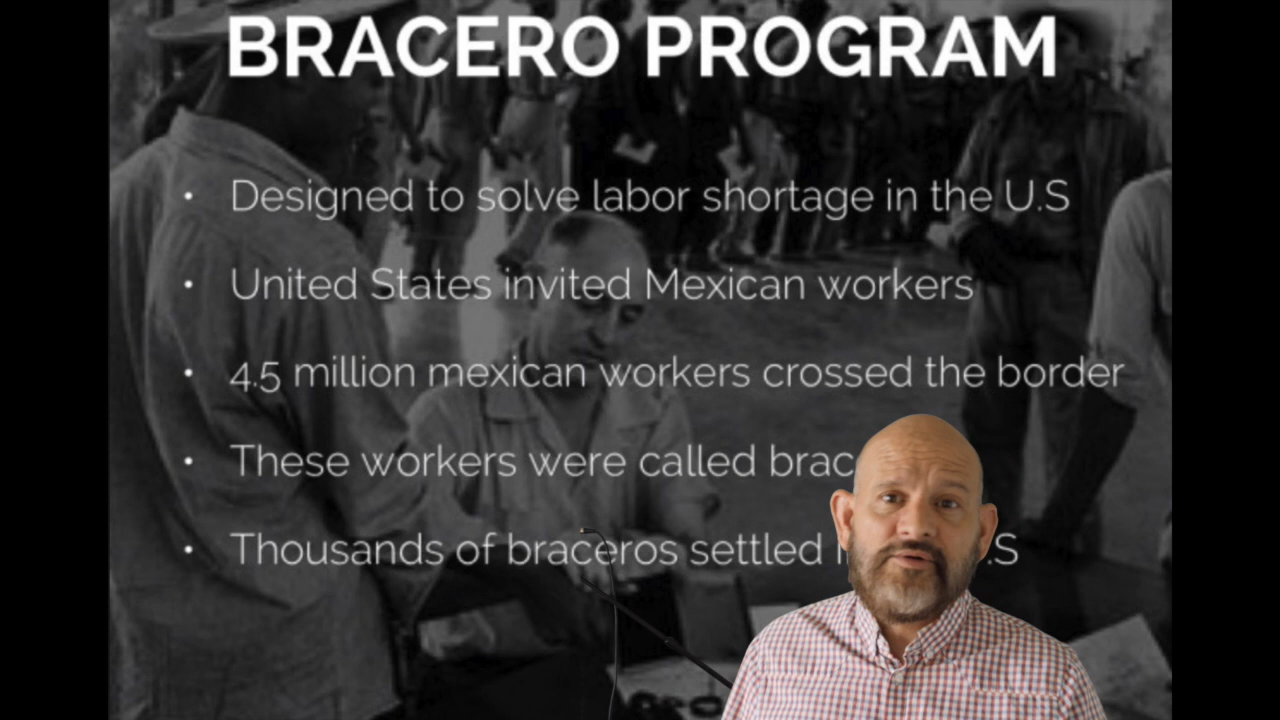 BRACERO PROGRAM
• Designed to solve labor shortage in the U.S
• United States invited Mexican workers
• 4.5 million mexican workers crossed the border
• These workers were called brac
• Thousands of braceros settled .S